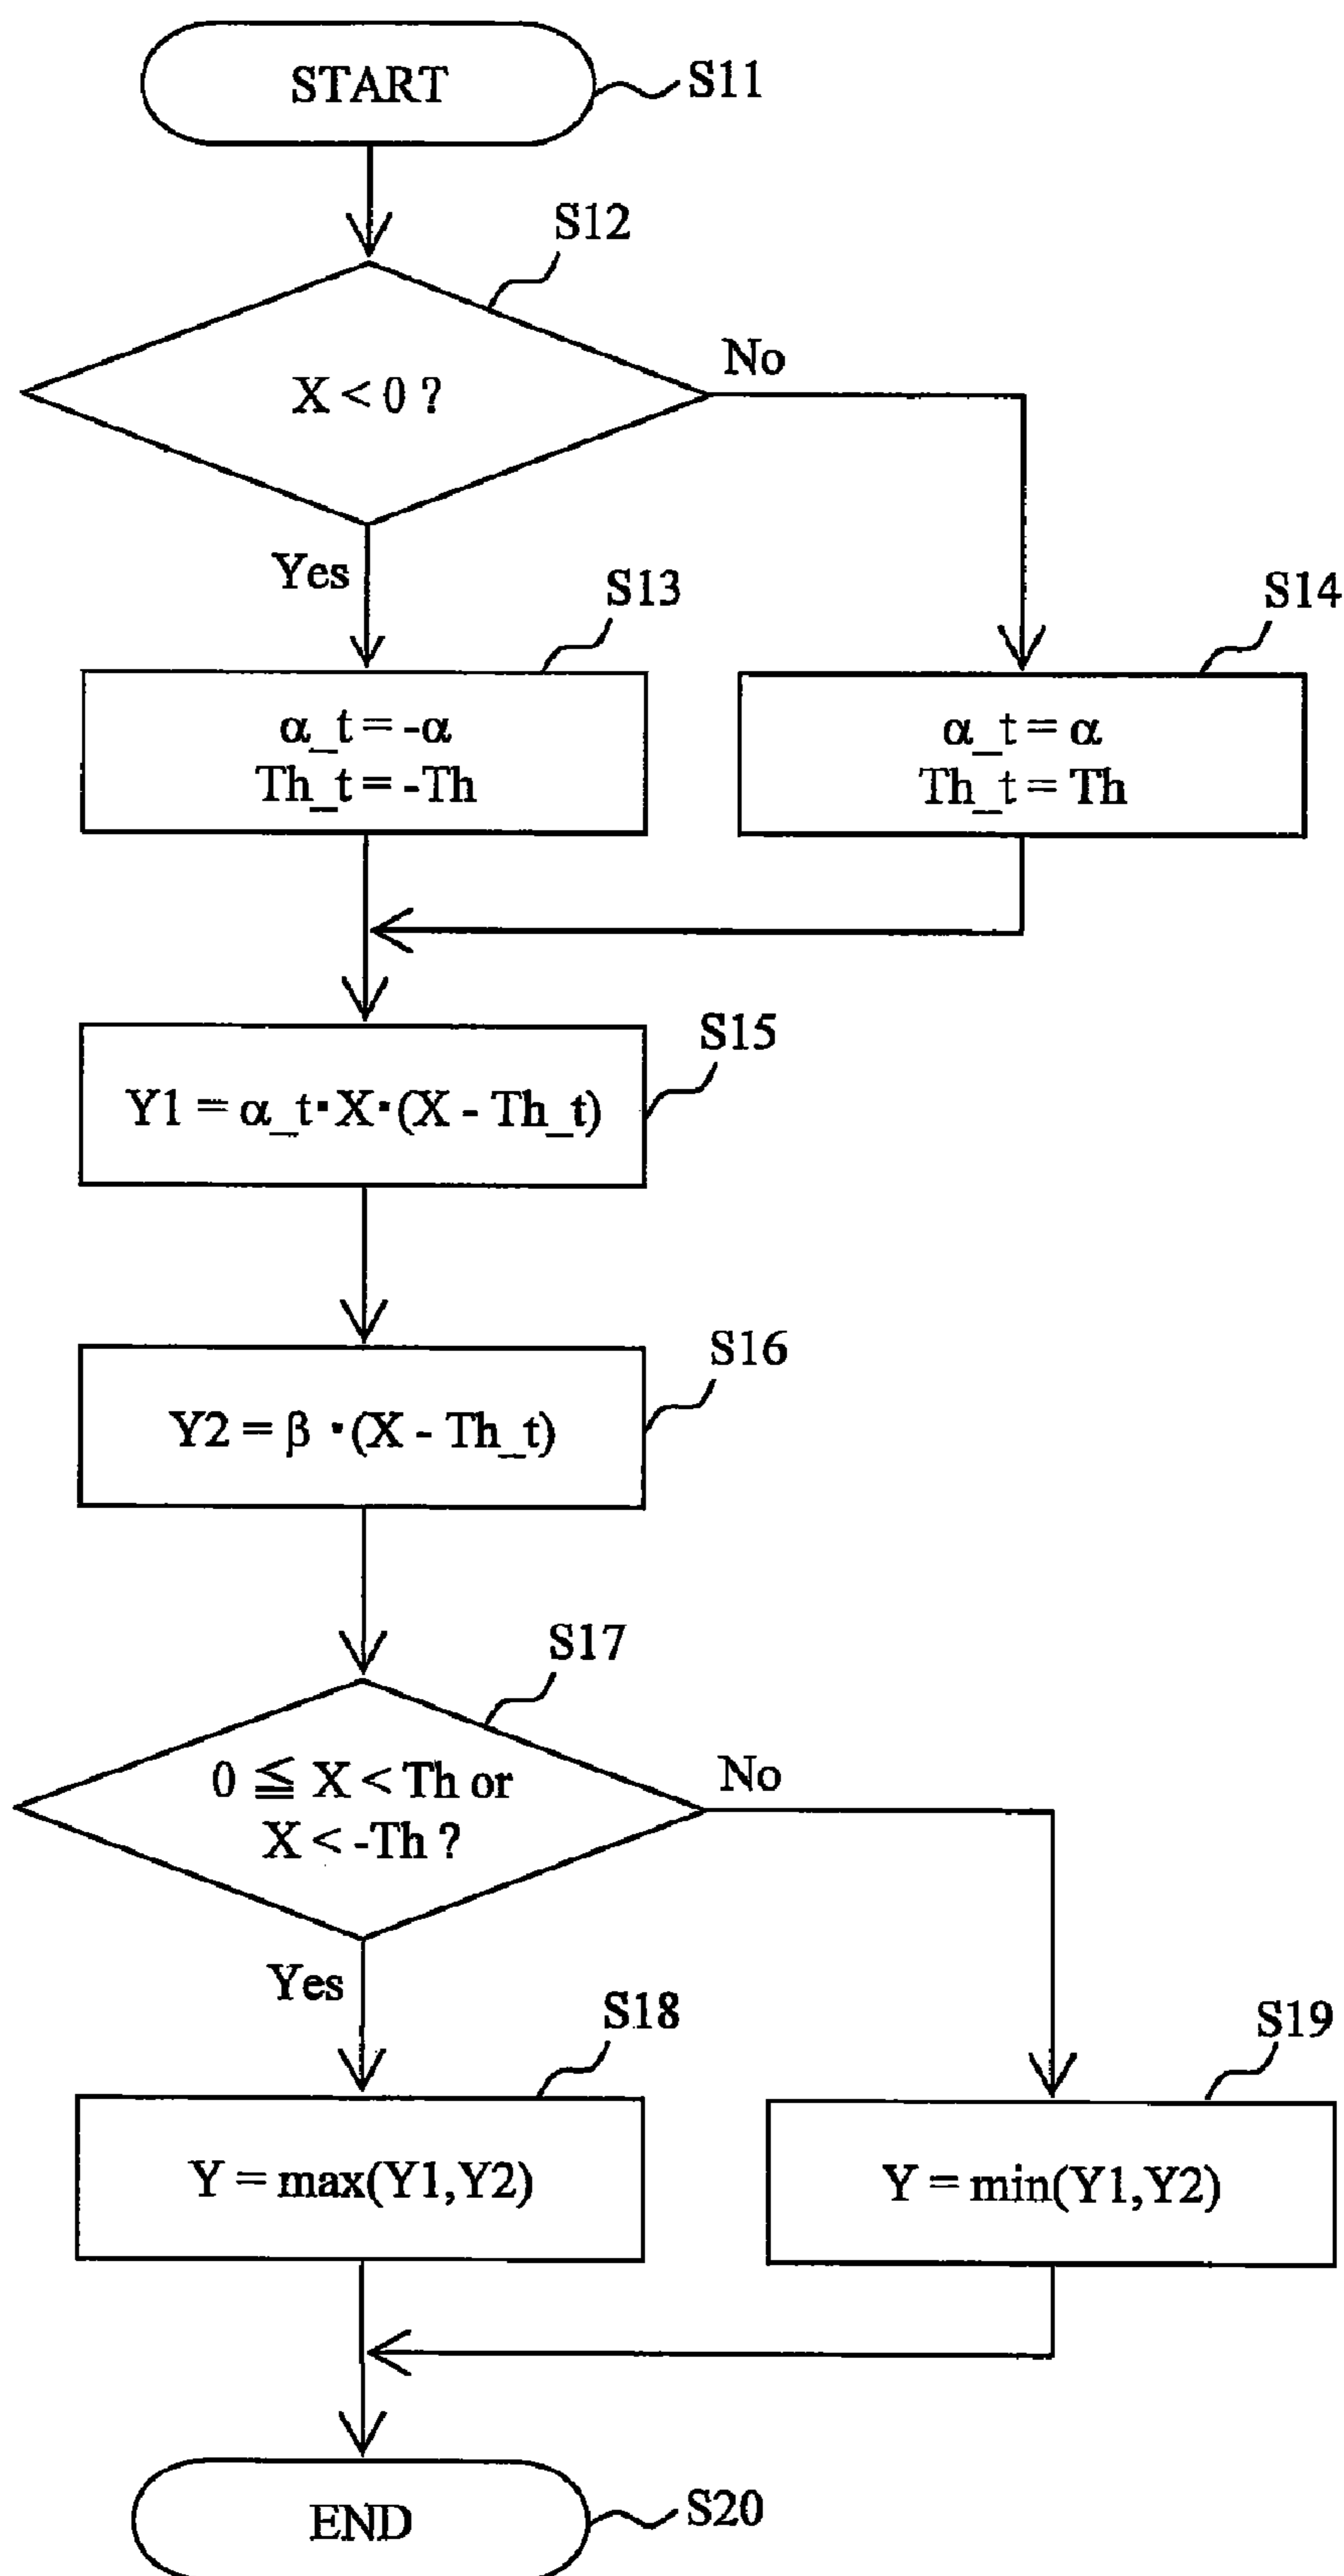 START
S11
S12
X < 0 ?
No
Yes
S13
S14
α_t = -α
Th_t = -Th
α_t = α
Th_t = Th
S15
Y1 = α_t･X･(X - Th_t)
S16
Y2 = β ･(X - Th_t)
S17
0 ≦ X < Th or
X < -Th ?
No
Yes
S18
S19
Y = max(Y1,Y2)
Y = min(Y1,Y2)
END
S20